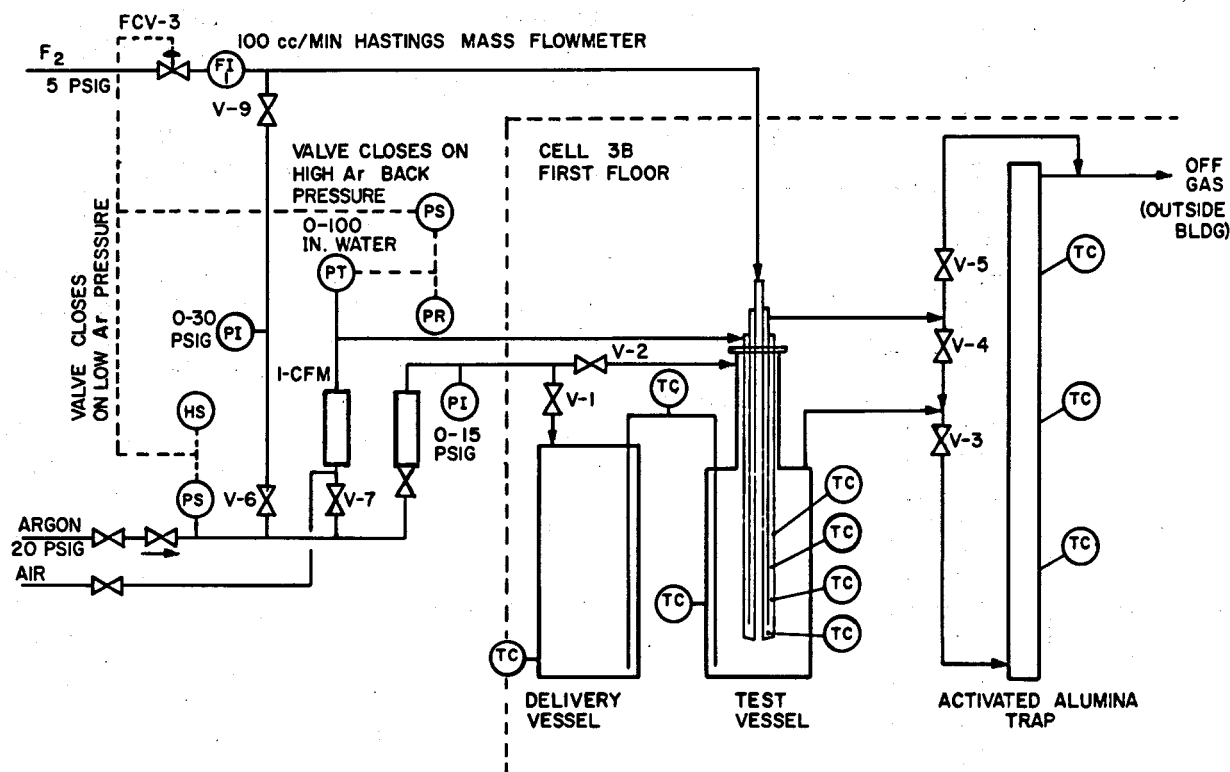 FCV-3
100 cc/MIN HASTINGS MASS FLOWMETER
F2
5 PSIG
FI
V-9
VALVE CLOSES ON
HIGH Ar BACK
PRESSURE
CELL 3B
FIRST FLOOR
OFF
GAS
(OUTSIDE
BLDG)
PS
0-100
IN. WATER
PT
PR
VALVE CLOSES
ON LOW Ar PRESSURE
0-30
PSIG
PI
1-CFM
V-5
TC
V-4
V-2
V-1
TC
PI
0-15
PSIG
V-3
TC
HS
PS
V-6
V-7
TC
TC
TC
TC
TC
TC
TC
ARGON
20 PSIG
AIR
DELIVERY
VESSEL
TEST
VESSEL
ACTIVATED ALUMINA
TRAP